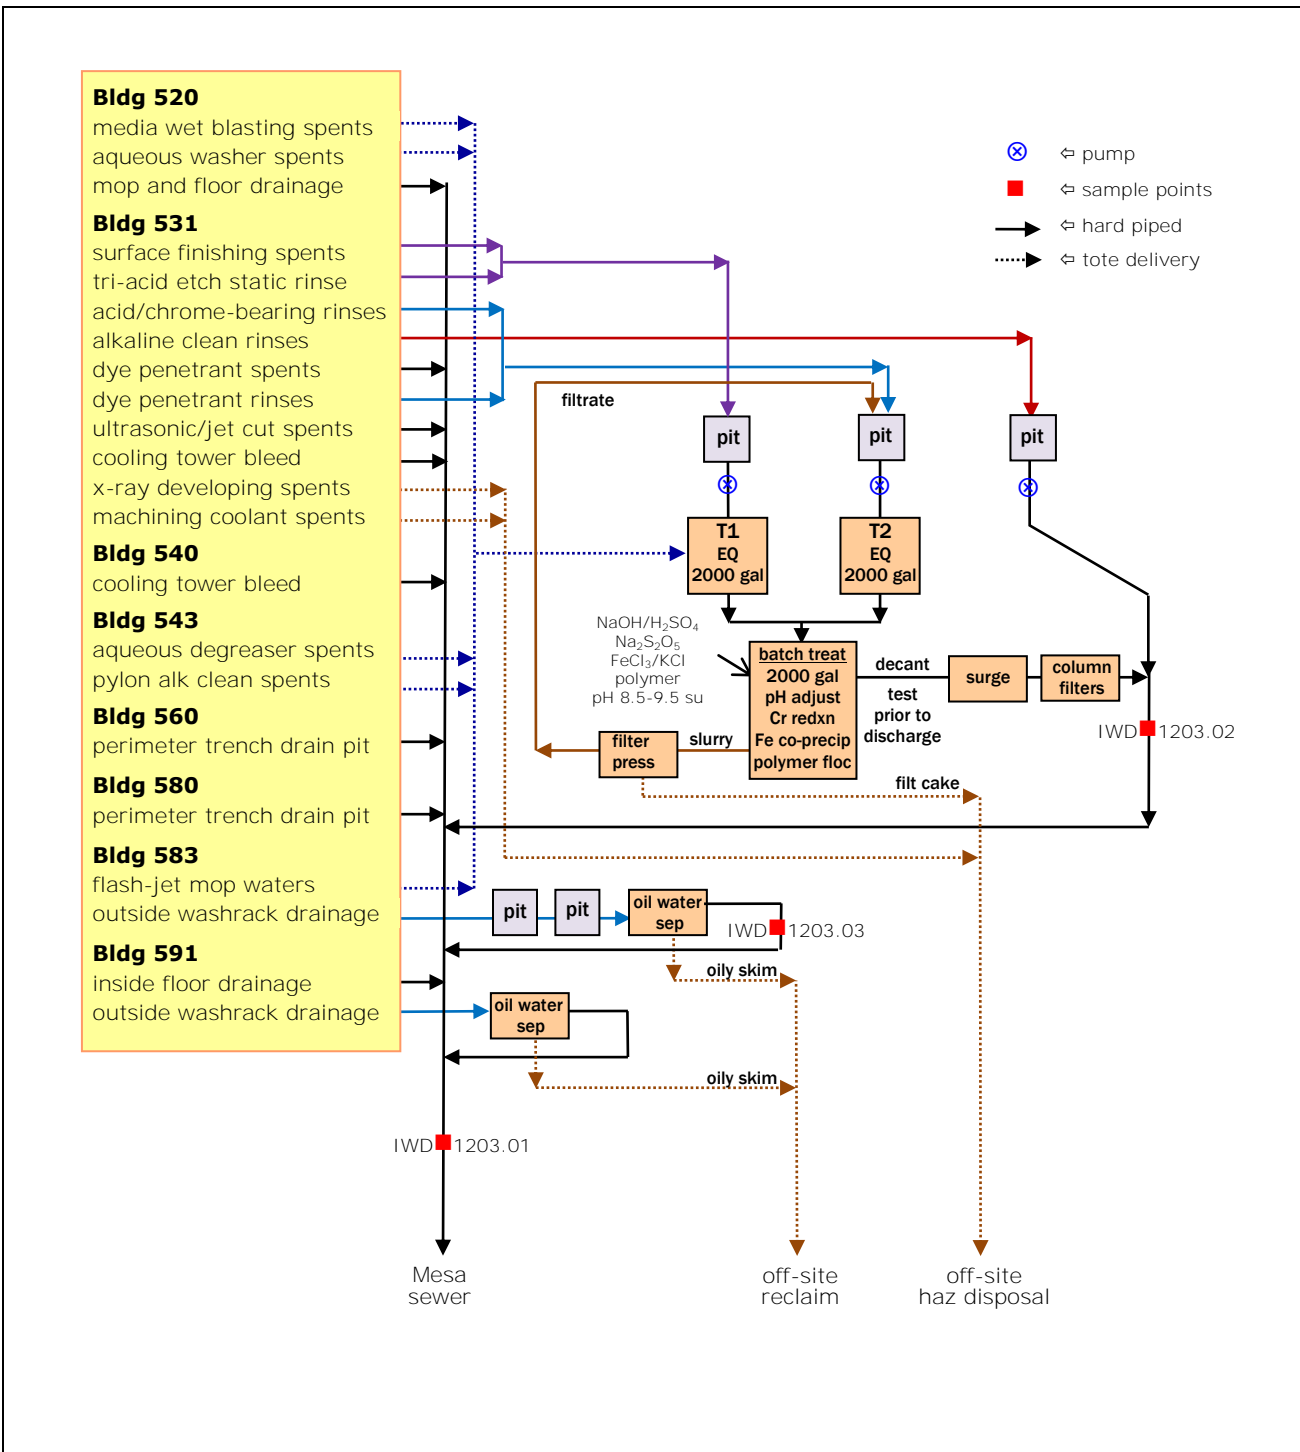 Bldg 520
media wet blasting spents
aqueous washer spents
mop and floor drainage
Bldg 531
surface finishing spents
tri-acid etch static rinse
acid/chrome-bearing rinses
alkaline clean rinses
dye penetrant spents
dye penetrant rinses
ultrasonic/jet cut spents
cooling tower bleed
x-ray developing spents
machining coolant spents
Bldg 540
cooling tower bleed
Bldg 543
aqueous degreaser spents
pylon alk clean spents
Bldg 560
perimeter trench drain pit
Bldg 580
perimeter trench drain pit
Bldg 583
flash-jet mop waters
outside washrack drainage
Bldg 591
inside floor drainage
outside washrack drainage
⇦ pump
⇦ sample points
⇦ hard piped
⇦ tote delivery
filtrate
pit
pit
pit
T1
EQ
2000 gal
T2
EQ
2000 gal
NaOH/H₂SO₄
Na₂S₂O₅
FeCl₃/KCl
polymer
pH 8.5-9.5 su
batch treat
2000 gal
pH adjust
Cr redxn
Fe co-precip
polymer floc
decant
test
prior to
discharge
surge
column
filters
IWD 1203.02
filter
press
slurry
filt cake
pit
pit
oil water
sep
IWD 1203.03
oily skim
oil water
sep
oily skim
IWD 1203.01
Mesa
sewer
off-site
reclaim
off-site
haz disposal